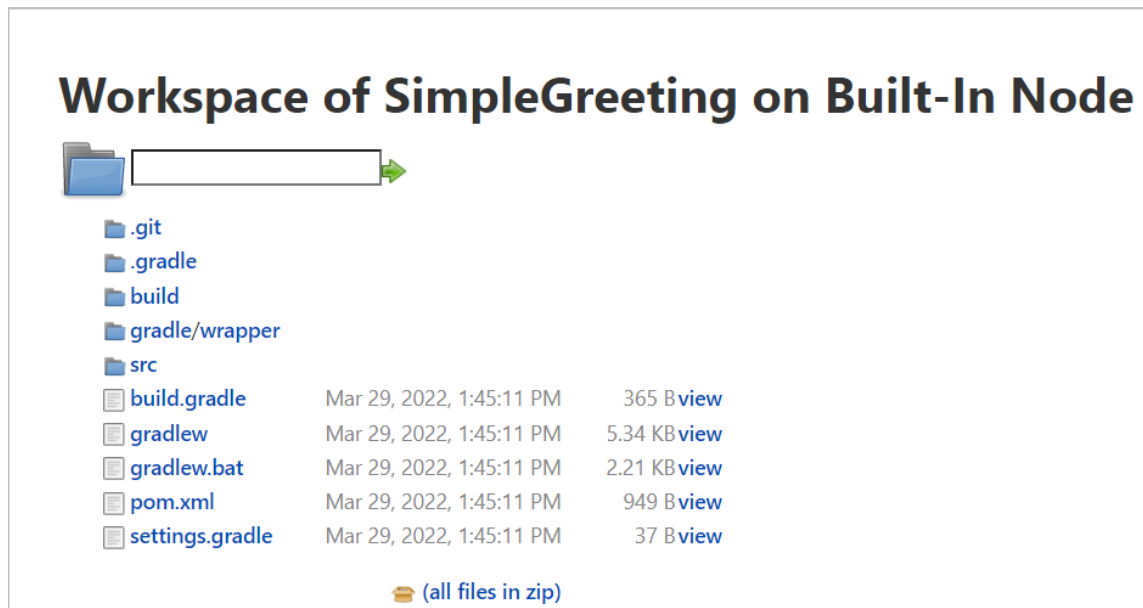 Workspace of SimpleGreeting on Built-In Node
.git
.gradle
build
gradle/wrapper
src
build.gradle Mar 29, 2022, 1:45:11 PM 365 B view
gradlew Mar 29, 2022, 1:45:11 PM 5.34 KB view
gradlew.bat Mar 29, 2022, 1:45:11 PM 2.21 KB view
pom.xml Mar 29, 2022, 1:45:11 PM 949 B view
settings.gradle Mar 29, 2022, 1:45:11 PM 37 B view
(all files in zip)